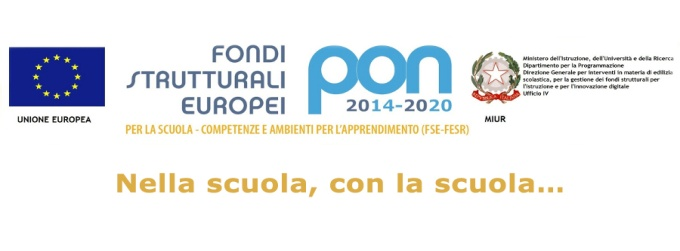 UNIONE EUROPEA
FONDI
STRUTTURALI
EUROPEI
pon
2014-2020
PER LA SCUOLA - COMPETENZE E AMBIENTI PER L'APPRENDIMENTO (FSE-FESR)
Ministero dell'Istruzione, dell'Università e della Ricerca
Dipartimento per la Programmazione
Direzione Generale per interventi in materia di edilizia
scolastica, per la gestione dei fondi strutturali per
l'istruzione e per l'innovazione digitale
Ufficio IV
MIUR
Nella scuola, con la scuola...